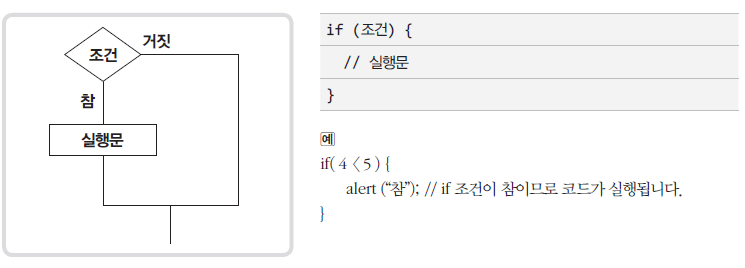 조건
거짓
참
실행문
if (조건) {
// 실행문
}
예
if( 4 < 5 ) {
alert (“참”); // if 조건이 참이므로 코드가 실행됩니다.
}